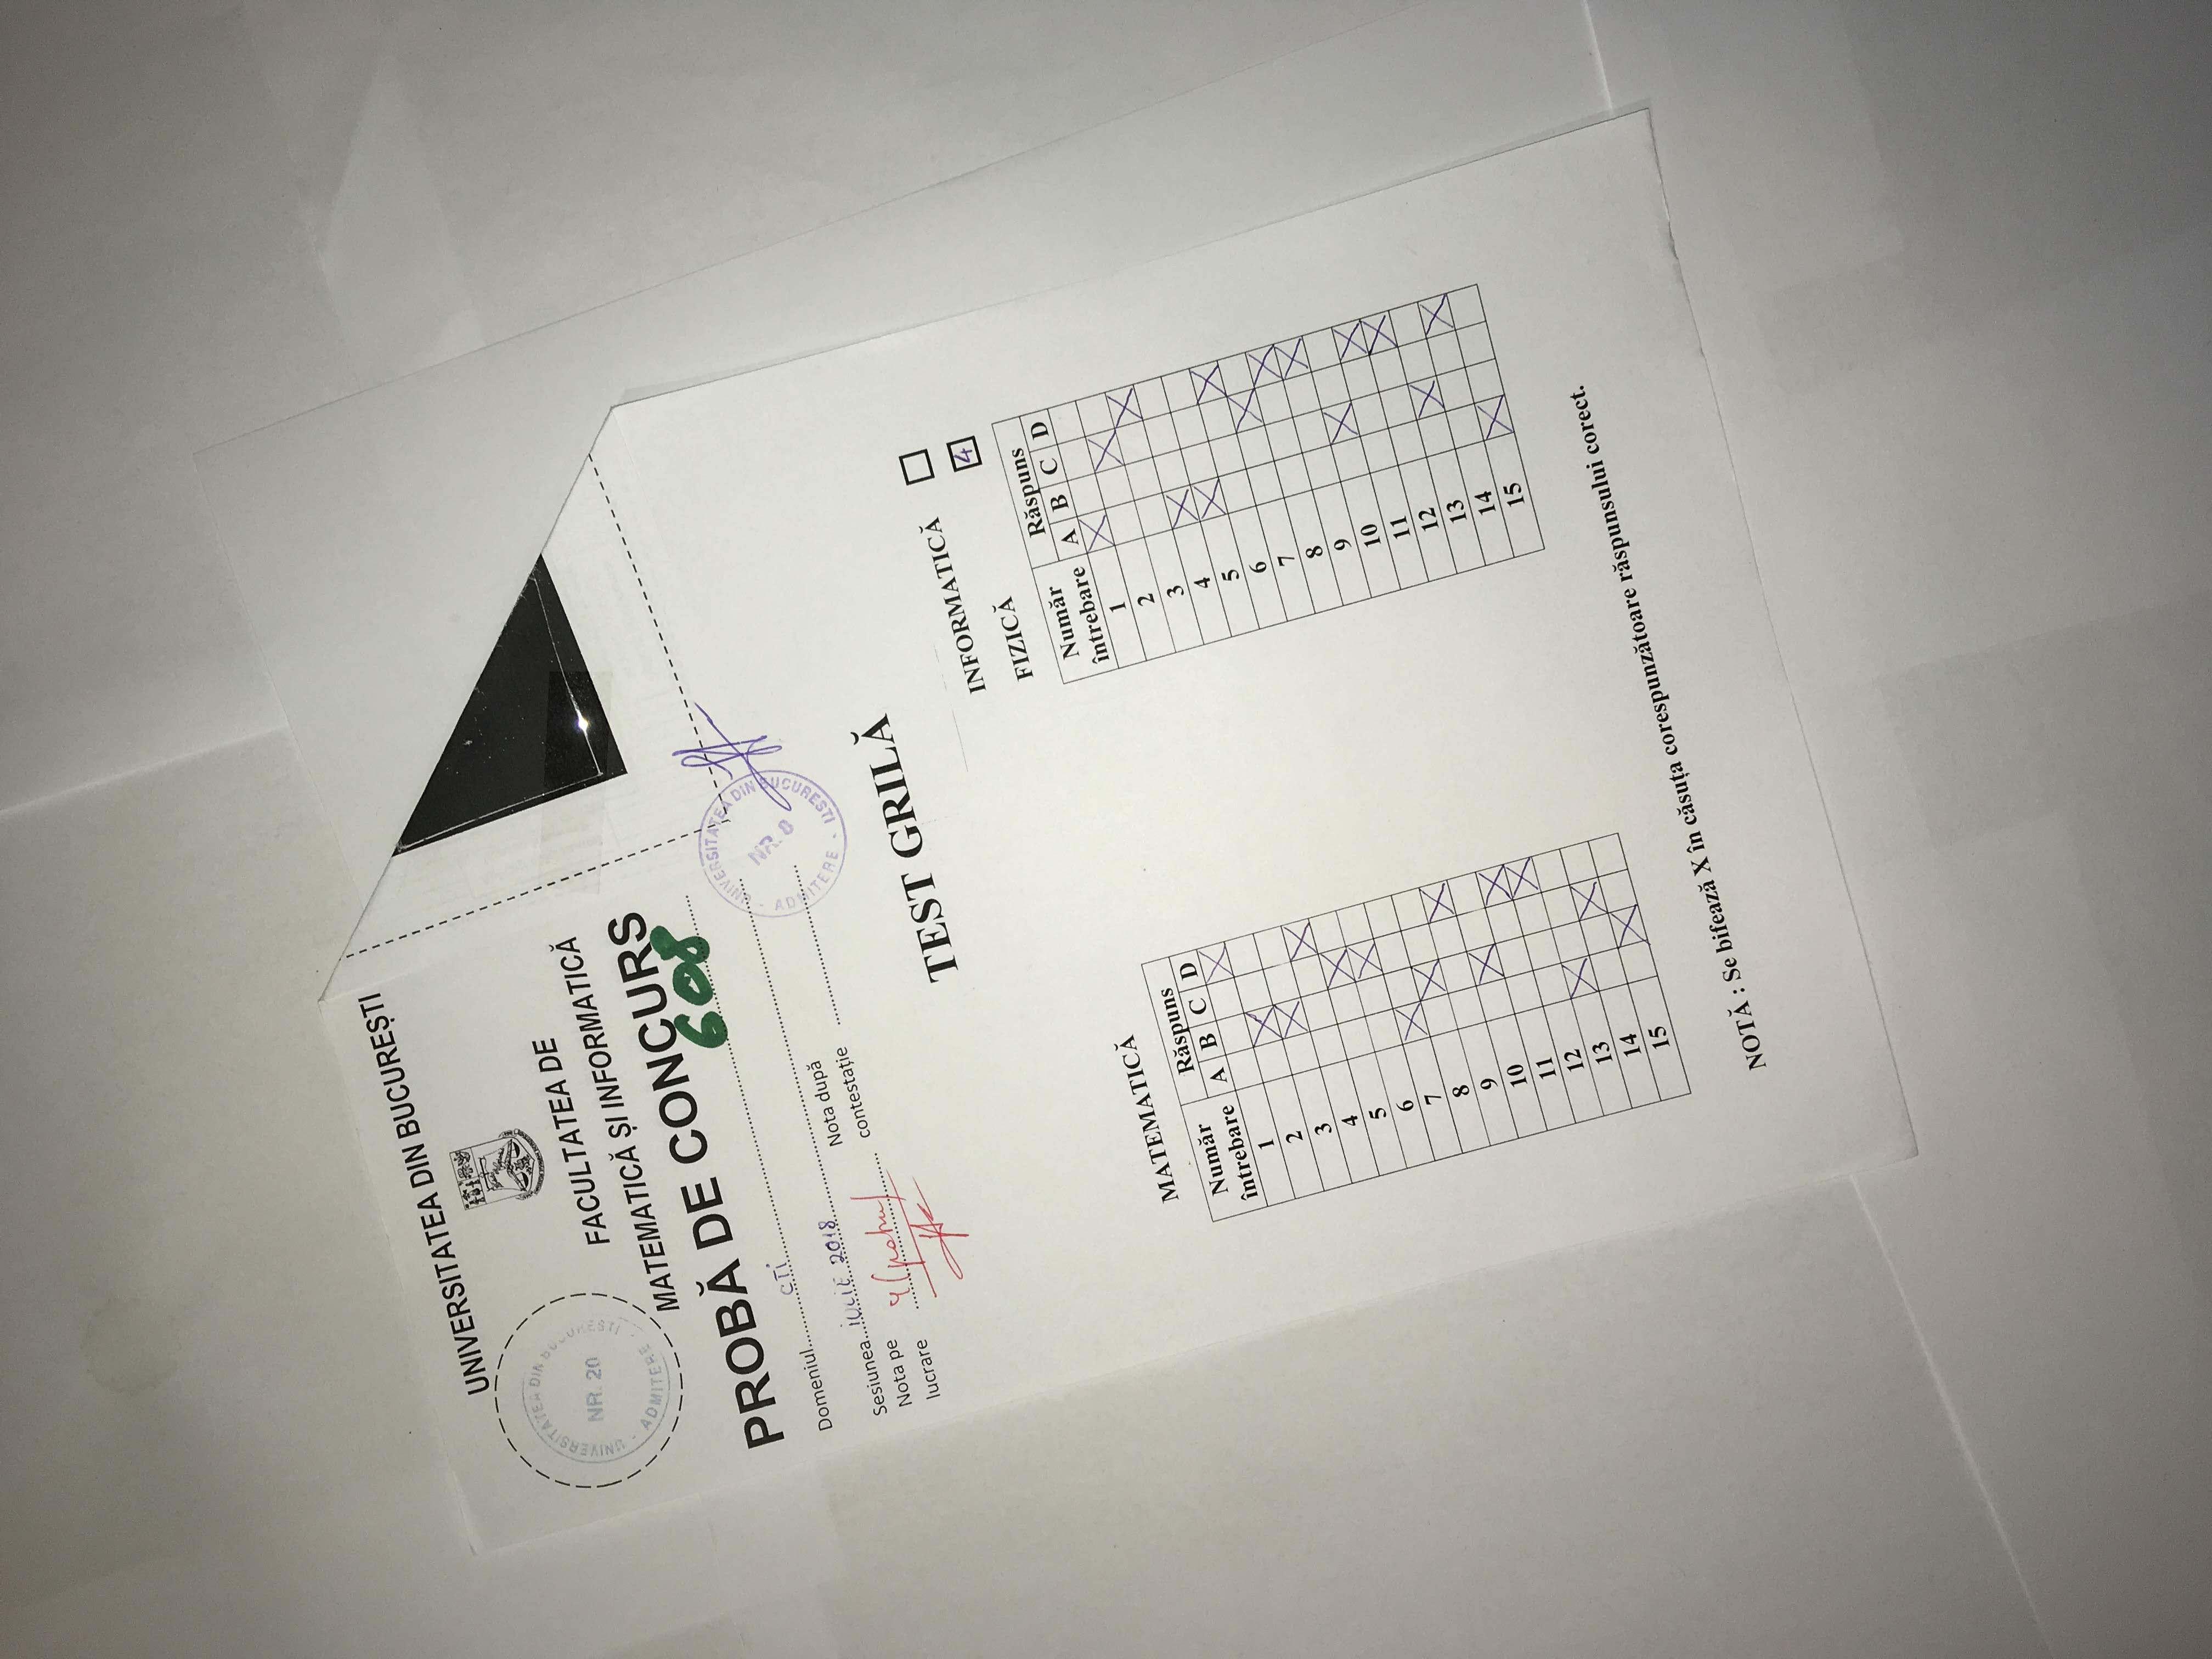 UNIVERSITATEA DIN BUCUREȘTI
UNIVERSITATEA DIN BUCUREȘTI
NR. 20
ADMITERE
FACULTATEA DE
MATEMATICĂ ȘI INFORMATICĂ
PROBĂ DE CONCURS
608
Domeniul CTI
Sesiunea IULIE 2018
Nota pe lucrare 4 (patru)
Nota după contestație
UNIVERSITATEA DIN BUCURESTI
NR. 8
ADMITERE
TEST GRILĂ
INFORMATICĂ
FIZICĂ 4
Număr întrebare Răspuns
A B C D
1 X
2 X
3 X
4 X
5 X
6 X
7 X
8 X
9 X
10 X
11 X
12 X
13 X
14 X
15 X
MATEMATICĂ
Număr întrebare Răspuns
A B C D
1 X
2 X
3 X
4 X
5 X
6 X
7 X
8 X
9 X
10 X
11 X
12 X
13 X
14 X
15 X
NOTĂ : Se bifează X în căsuța corespunzătoare răspunsului corect.